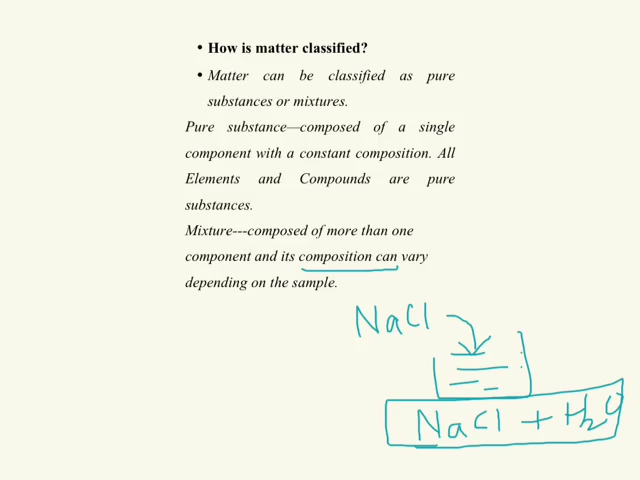 • How is matter classified?
• Matter can be classified as pure
substances or mixtures.
Pure substance—composed of a single
component with a constant composition. All
Elements and Compounds are pure
substances.
Mixture---composed of more than one
component and its composition can vary
depending on the sample.
NaCl
NaCl + H2O